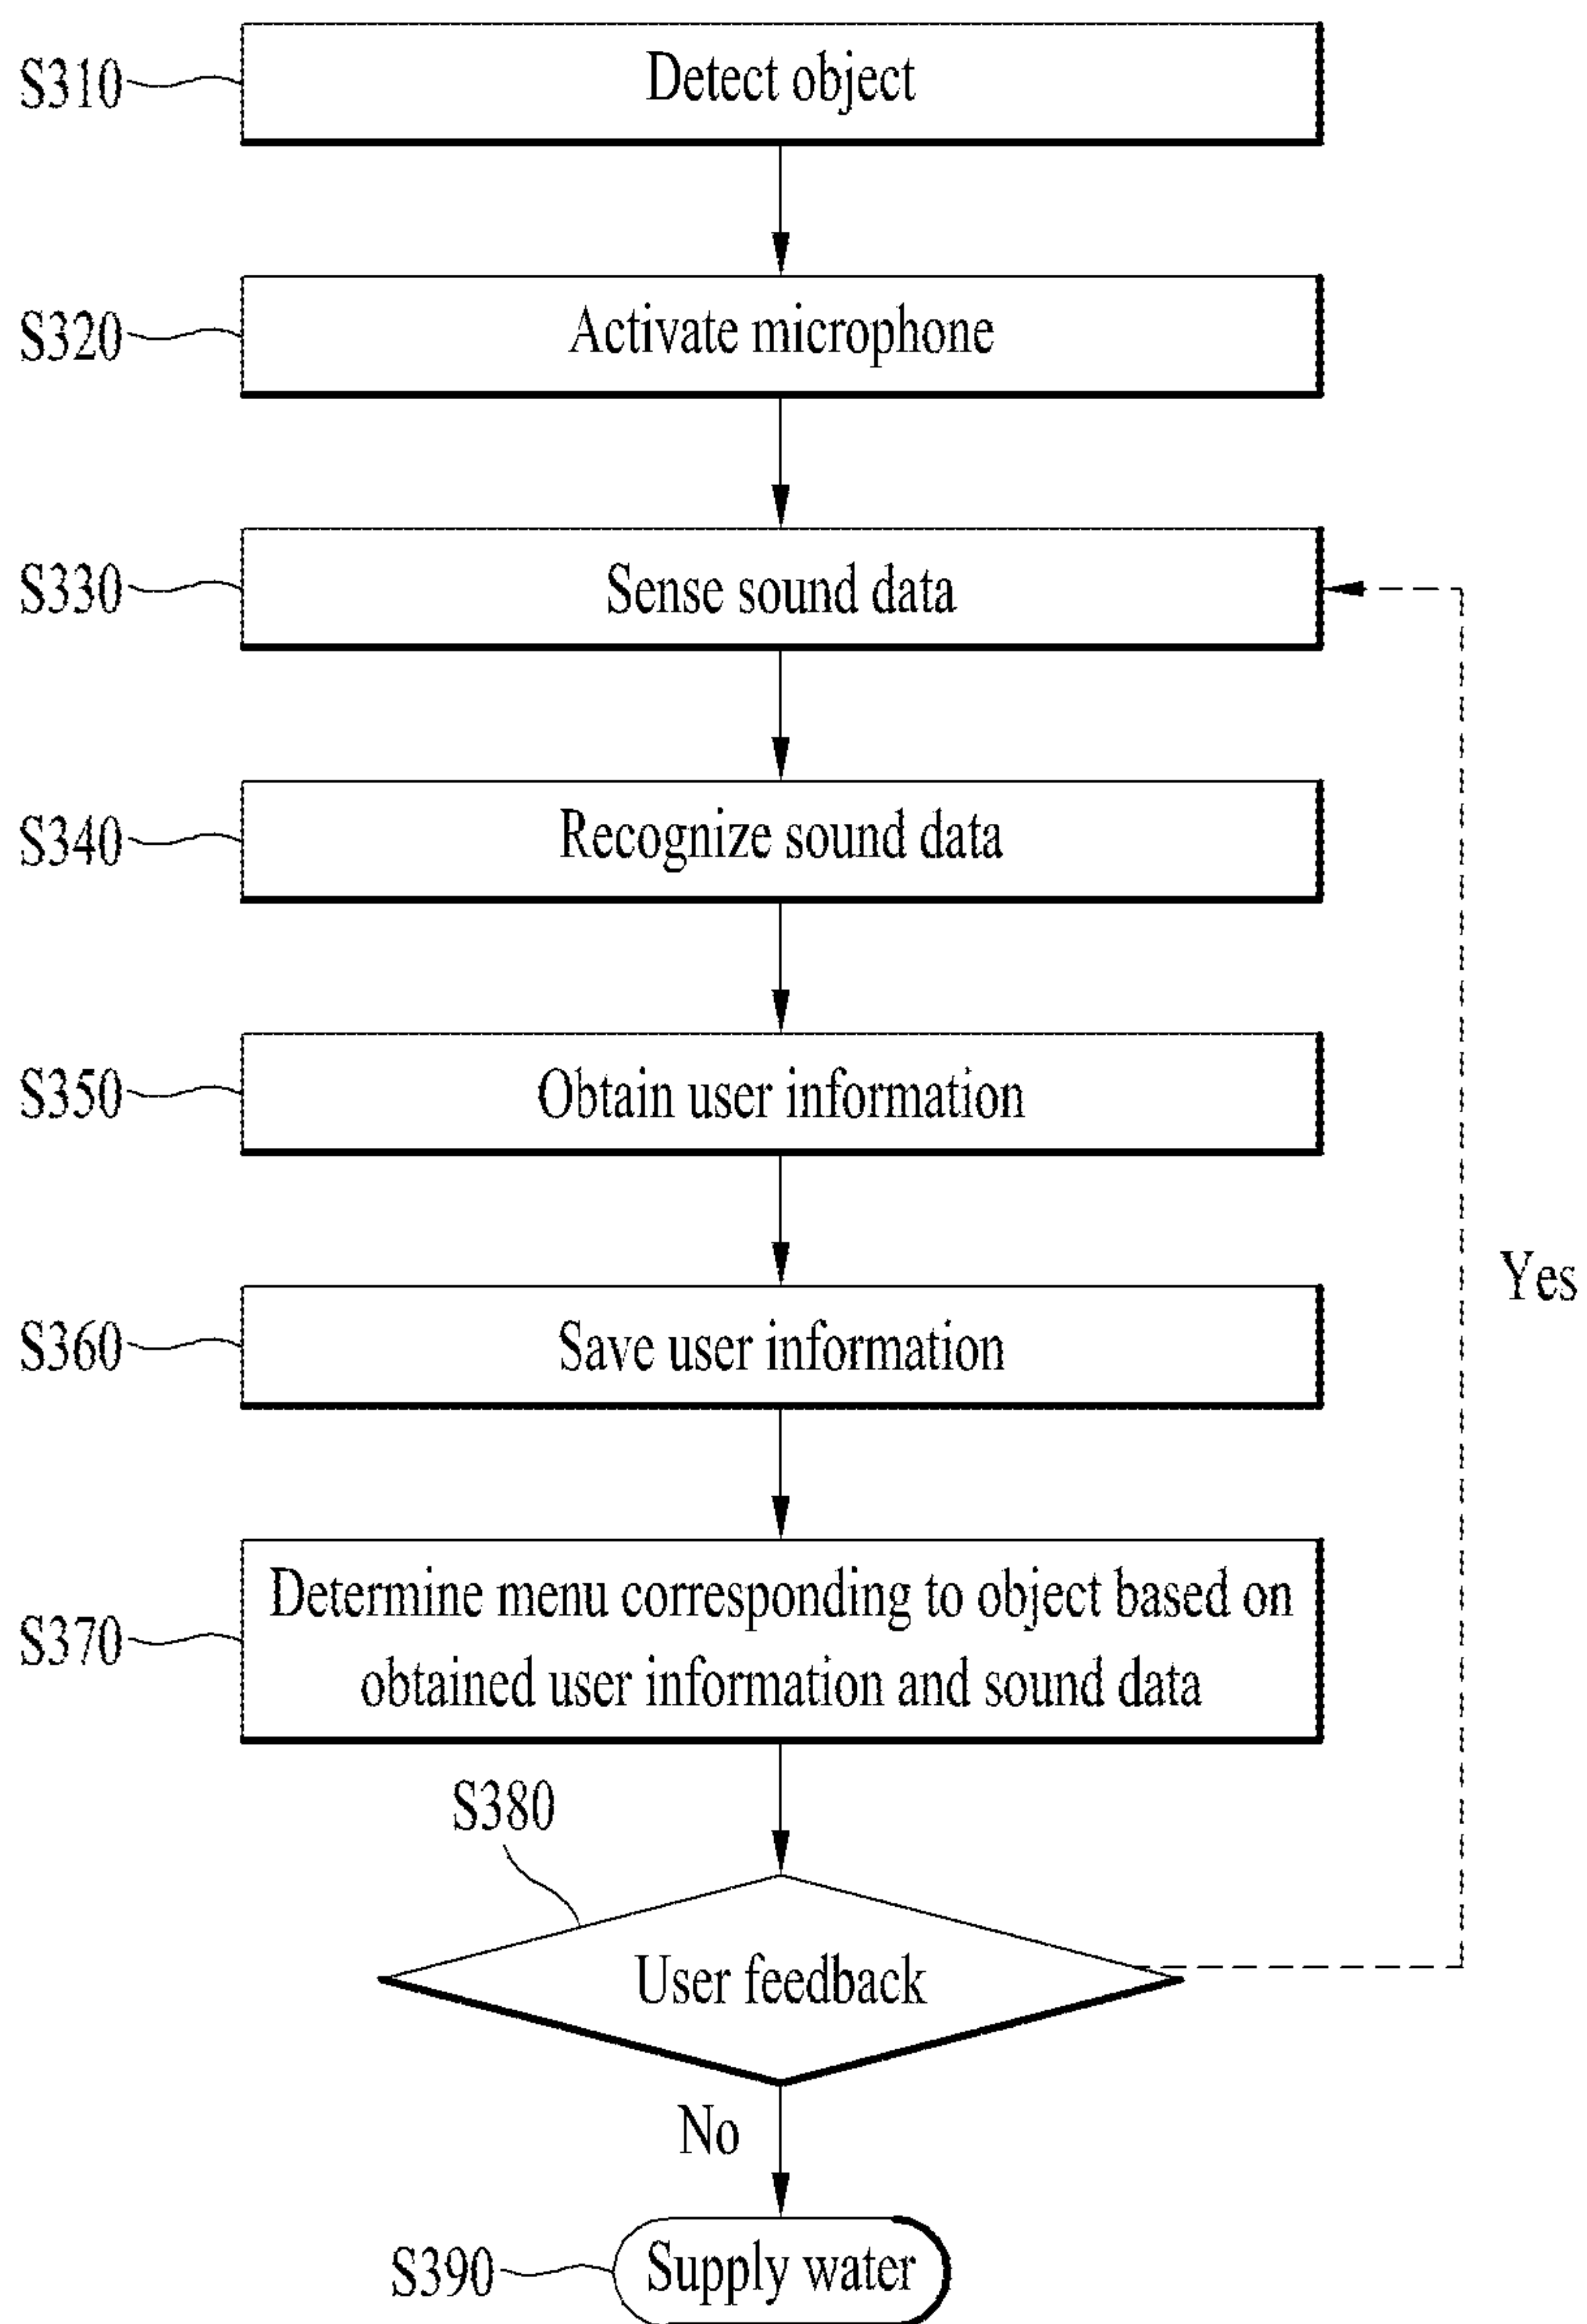 S310
Detect object
S320
Activate microphone
S330
Sense sound data
S340
Recognize sound data
S350
Obtain user information
S360
Save user information
Yes
S370
Determine menu corresponding to object based on
obtained user information and sound data
S380
User feedback
No
S390
Supply water